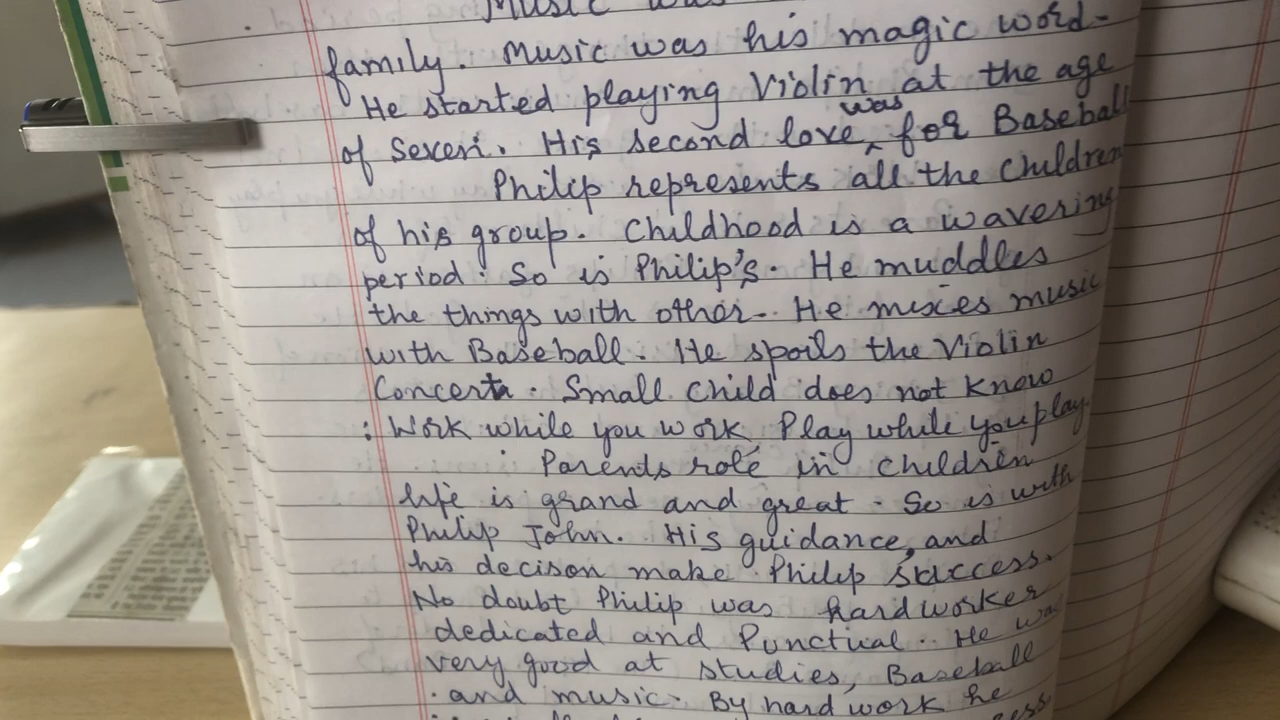 Music was
family. Music was his magic word-
He started playing Violin at the age
of Seven. His second love was for Baseball
Philip represents all the Children
of his group. Childhood is a wavering
period. So is Philip's. He muddles
the things with other. He mixes music
with Baseball. He spoils the Violin
Concert. Small child does not know
: Work while you work Play while you play.
Parents role in children
life is grand and great. So is with
Philip John. His guidance, and
his decison make Philip success.
No doubt Philip was hardworker
dedicated and Punctual. He was
very good at studies, Baseball
and music. By hard work he